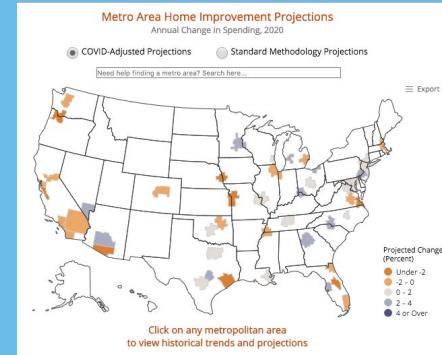 Metro Area Home Improvement Projections
Annual Change in Spending, 2020
COVID-Adjusted Projections Standard Methodology Projections
Need help finding a metro area? Search here...
Export
Projected Change
(Percent)
Under -2
-2 - 0
0 - 2
2 - 4
4 or Over
Click on any metropolitan area
to view historical trends and projections